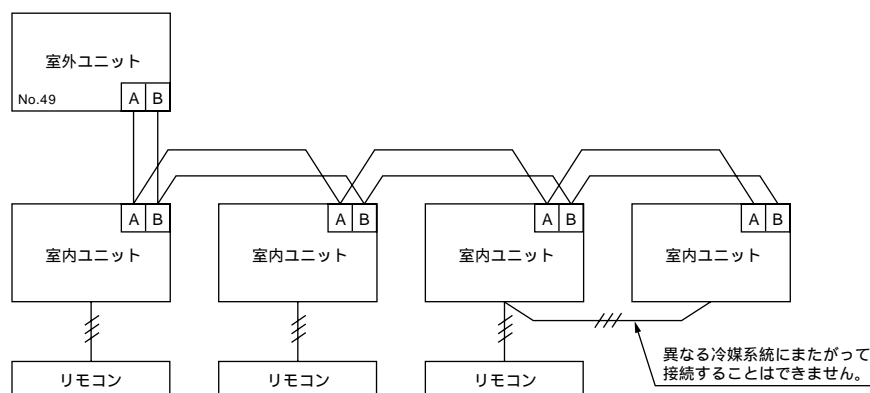 室外ユニット
No.49
A B
A B
A B
A B
A B
室内ユニット
室内ユニット
室内ユニット
室内ユニット
異なる冷媒系統にまたがって
接続することはできません。
リモコン
リモコン
リモコン